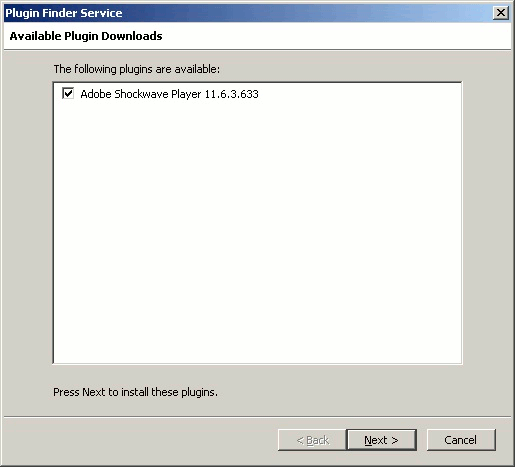 Plugin Finder Service
Available Plugin Downloads
The following plugins are available:
Adobe Shockwave Player 11.6.3.633
Press Next to install these plugins.
< Back Next > Cancel